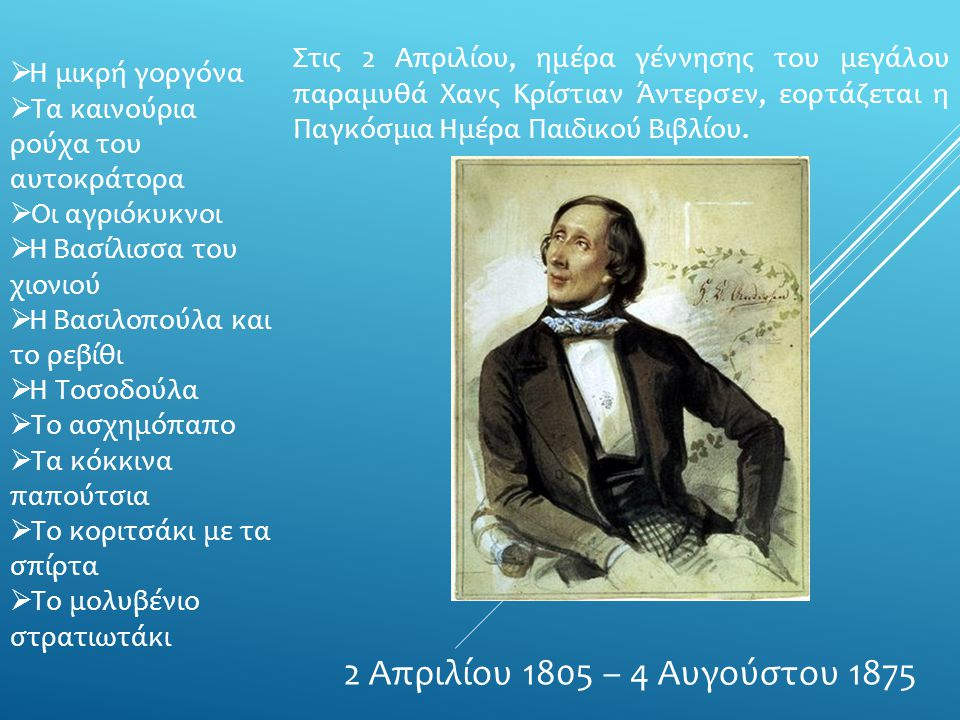 ➢Η μικρή γοργόνα
➢Τα καινούρια
ρούχα του
αυτοκράτορα
➢Οι αγριόκυκνοι
➢Η Βασίλισσα του
χιονιού
➢Η Βασιλοπούλα και
το ρεβίθι
➢Η Τοσοδούλα
➢Το ασχημόπαπο
➢Τα κόκκινα
παπούτσια
➢Το κοριτσάκι με τα
σπίρτα
➢Το μολυβένιο
στρατιωτάκι
Στις 2 Απριλίου, ημέρα γέννησης του μεγάλου
παραμυθά Χανς Κρίστιαν Άντερσεν, εορτάζεται η
Παγκόσμια Ημέρα Παιδικού Βιβλίου.
H. C. Andersen.
2 Απριλίου 1805 – 4 Αυγούστου 1875